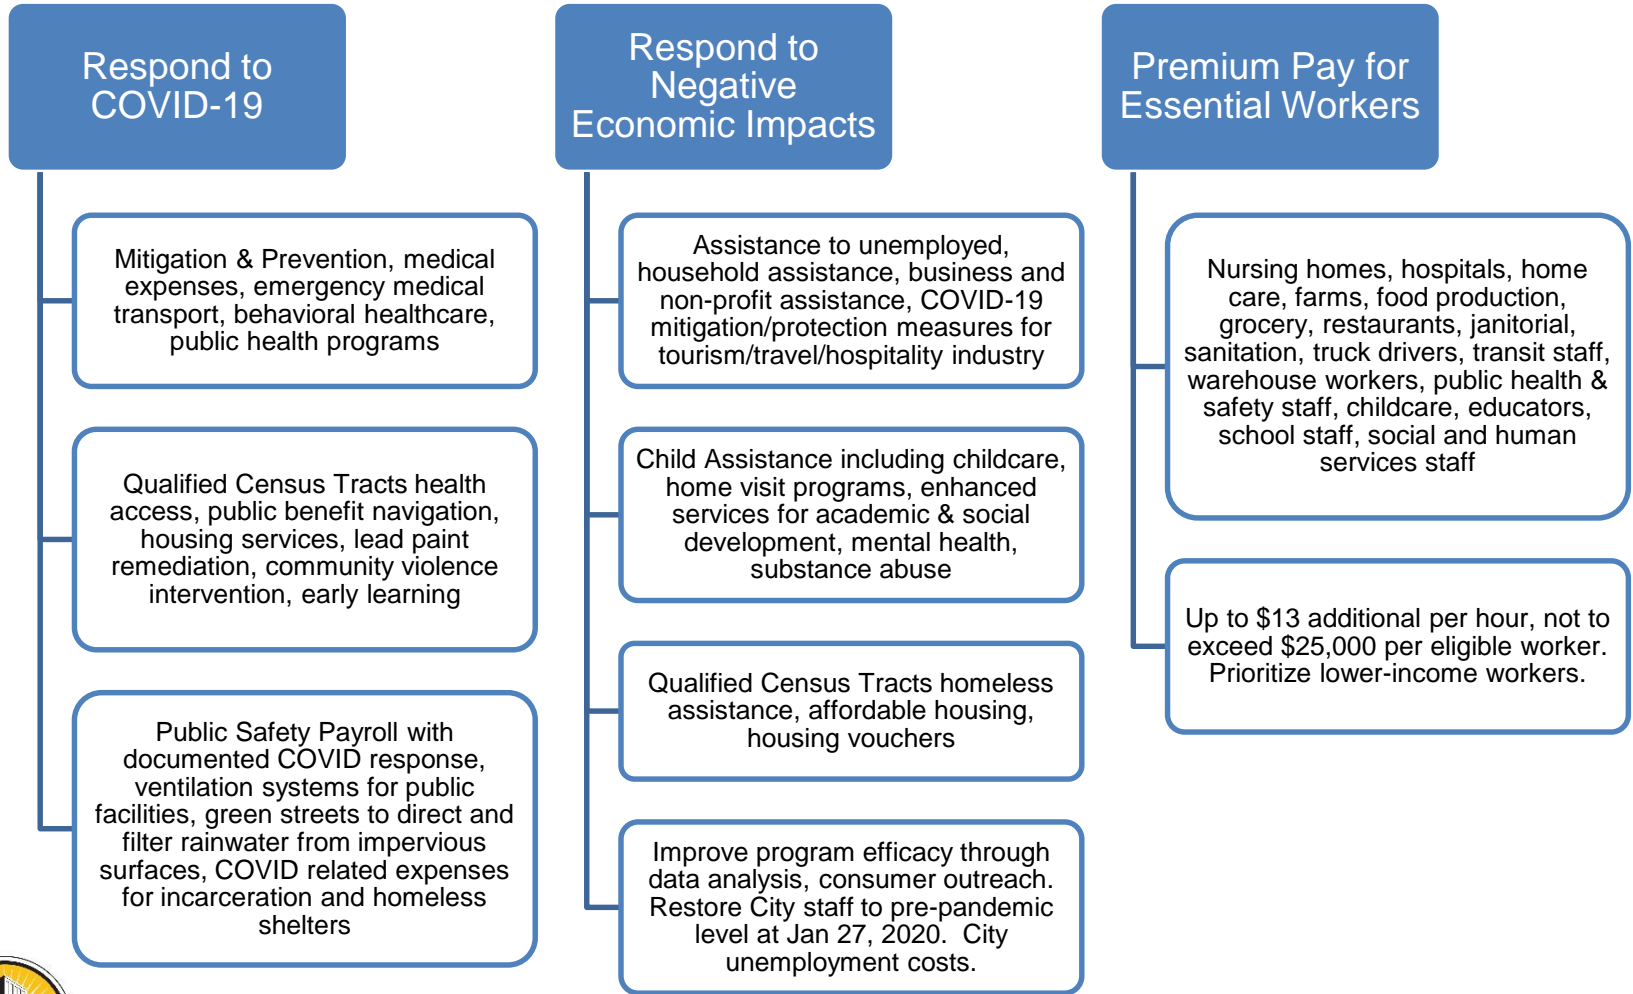 Respond to
COVID-19
Mitigation & Prevention, medical
expenses, emergency medical
transport, behavioral healthcare,
public health programs
Qualified Census Tracts health
access, public benefit navigation,
housing services, lead paint
remediation, community violence
intervention, early learning
Public Safety Payroll with
documented COVID response,
ventilation systems for public
facilities, green streets to direct and
filter rainwater from impervious
surfaces, COVID related expenses
for incarceration and homeless
shelters
Respond to
Negative
Economic Impacts
Assistance to unemployed,
household assistance, business and
non-profit assistance, COVID-19
mitigation/protection measures for
tourism/travel/hospitality industry
Child Assistance including childcare,
home visit programs, enhanced
services for academic & social
development, mental health,
substance abuse
Qualified Census Tracts homeless
assistance, affordable housing,
housing vouchers
Improve program efficacy through
data analysis, consumer outreach.
Restore City staff to pre-pandemic
level at Jan 27, 2020.  City
unemployment costs.
Premium Pay for
Essential Workers
Nursing homes, hospitals, home
care, farms, food production,
grocery, restaurants, janitorial,
sanitation, truck drivers, transit staff,
warehouse workers, public health &
safety staff, childcare, educators,
school staff, social and human
services staff
Up to $13 additional per hour, not to
exceed $25,000 per eligible worker.
Prioritize lower-income workers.